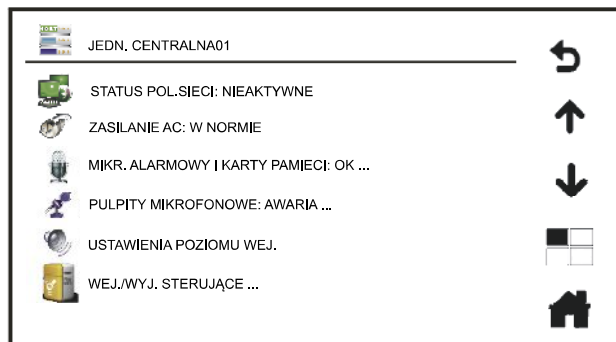 JEDN. CENTRALNA01
STATUS POL.SIECI: NIEAKTYWNE
ZASILANIE AC: W NORMIE
MIKR. ALARMOWY I KARTY PAMIECI: OK ...
PULPITY MIKROFONOWE: AWARIA ...
USTAWIENIA POZIOMU WEJ.
WEJ./WYJ. STERUJĄCE ...